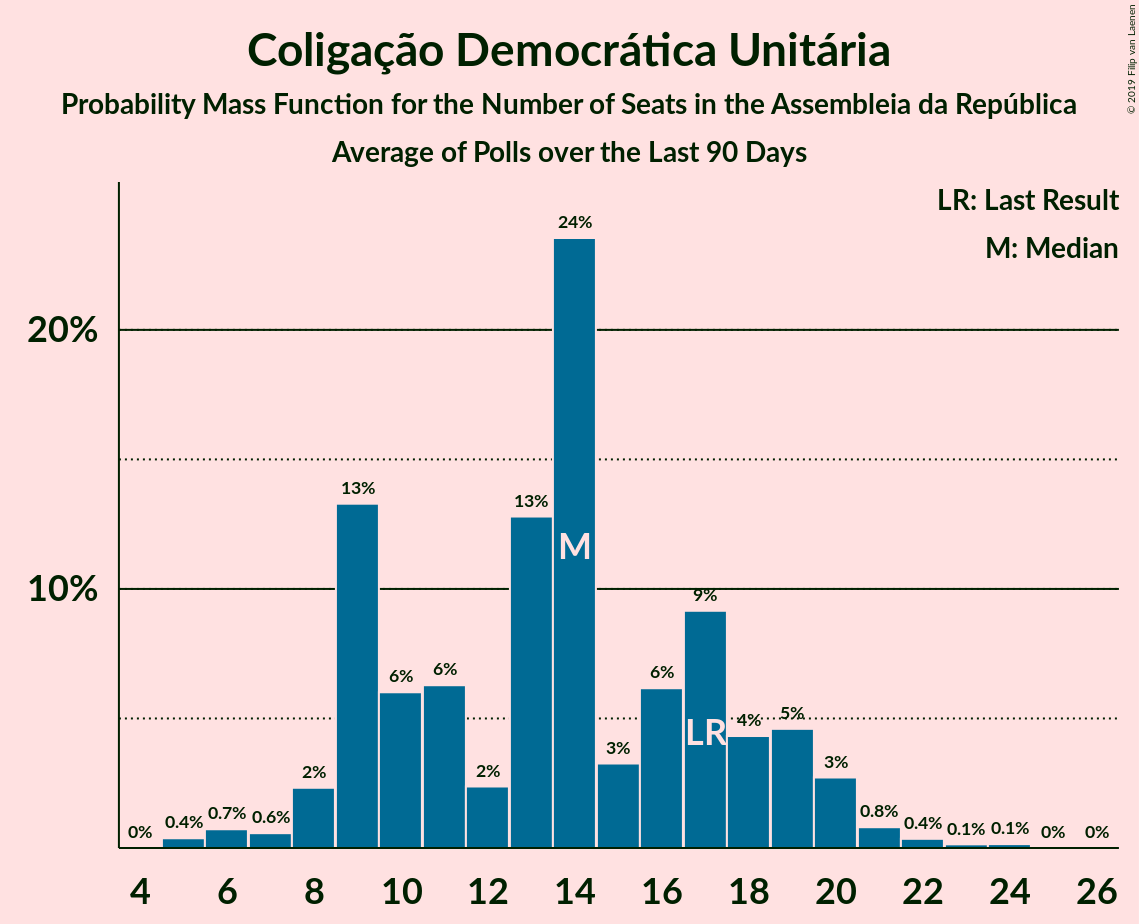 Coligação Democrática Unitária
Probability Mass Function for the Number of Seats in the Assembleia da República
Average of Polls over the Last 90 Days
© 2019 Filip van Laenen
LR: Last Result
M: Median
20%
10%
0%
0.4%
0.7%
0.6%
2%
13%
6%
6%
2%
13%
24%
3%
6%
9%
4%
5%
3%
0.8%
0.4%
0.1%
0.1%
0%
0%
M
LR
4 6 8 10 12 14 16 18 20 22 24 26